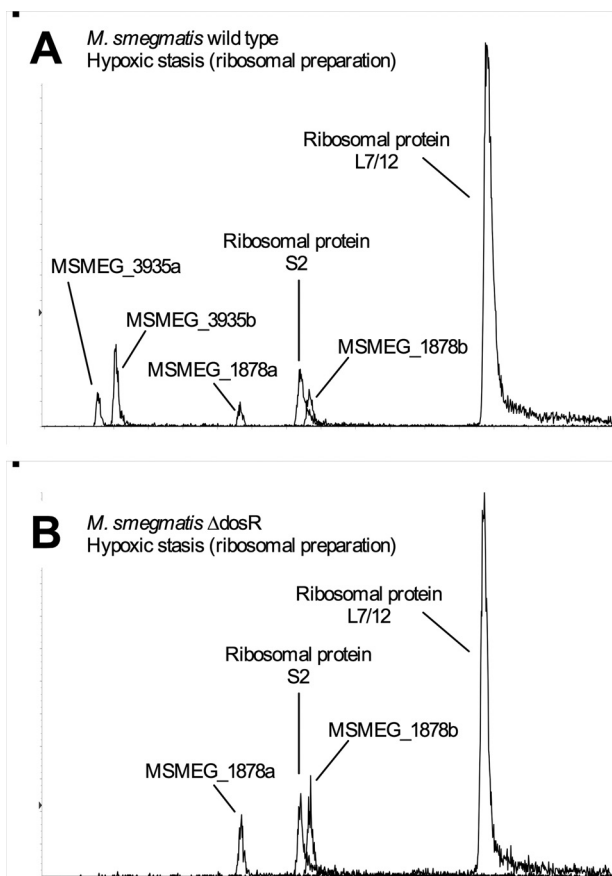 A
M. smegmatis wild type
Hypoxic stasis (ribosomal preparation)
Ribosomal protein
L7/12
Ribosomal protein
S2
MSMEG_3935a
MSMEG_3935b
MSMEG_1878a
MSMEG_1878b
B
M. smegmatis ΔdosR
Hypoxic stasis (ribosomal preparation)
Ribosomal protein
L7/12
Ribosomal protein
S2
MSMEG_1878b
MSMEG_1878a